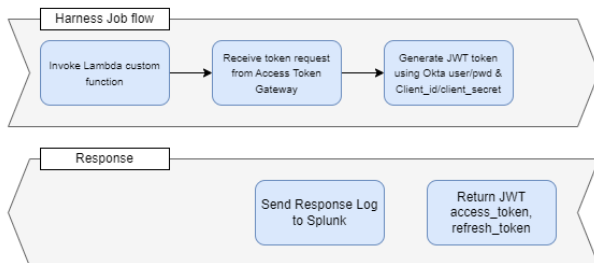 Harness Job flow
Invoke Lambda custom
function
Receive token request
from Access Token
Gateway
Generate JWT token
using Okta user/pwd &
Client_id/client_secret
Response
Send Response Log
to Splunk
Return JWT
access_token,
refresh_token